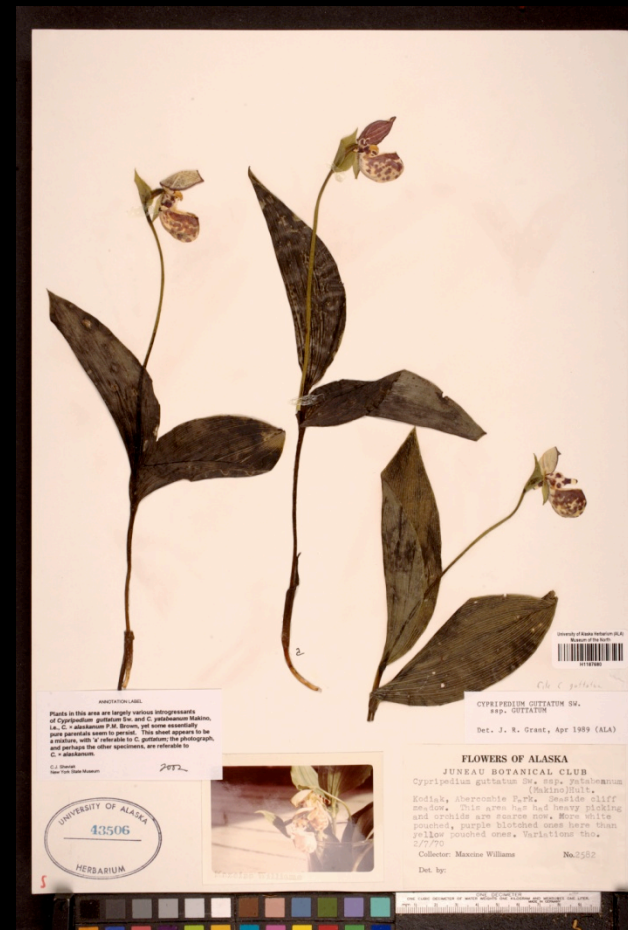 2
University of Alaska Herbarium (ALA)
Museum of the North
CYPRIPEDIUM GUTTATUM SW.
ssp. GUTTATUM
Det. J. R. Grant, Apr 1989 (ALA)
ANNOTATION LABEL
Plants in this area are largely various introgressants
of Cypripedium guttatum Sw. and C. yatabeanum Makino,
i.e., C. × alaskanum P.M. Brown, yet some essentially
pure parentals seem to persist. This sheet appears to be
a mixture, with 'a' referable to C. guttatum; the photograph,
and perhaps the other specimens, are referable to
C. × alaskanum.
C.J. Sheviak
New York State Museum
2002
UNIVERSITY OF ALASKA
43506
HERBARIUM
FLOWERS OF ALASKA
JUNEAU BOTANICAL CLUB
Cypripedium guttatum Sw. ssp. yatabeanum
(Makino)Hult.
Kodiak, Abercombie Park. Seaside cliff
meadow. This area has had heavy picking
and orchids are scarce now. More white
pouched, purple blotched ones here than
yellow pouched ones. Variations tho.
2/7/70
Collector: Maxcine Williams No. 2582
Det. by: